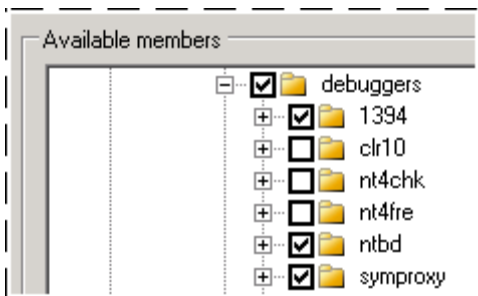 Available members
debuggers
1394
clr10
nt4chk
nt4fre
ntbd
symproxy